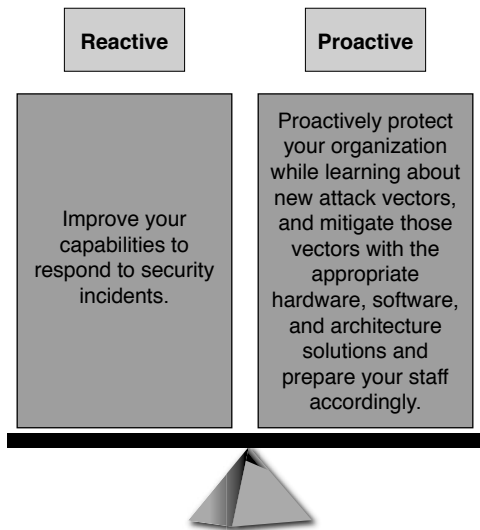 Reactive
Proactive
Improve your
capabilities to
respond to security
incidents.
Proactively protect
your organization
while learning about
new attack vectors,
and mitigate those
vectors with the
appropriate
hardware, software,
and architecture
solutions and
prepare your staff
accordingly.